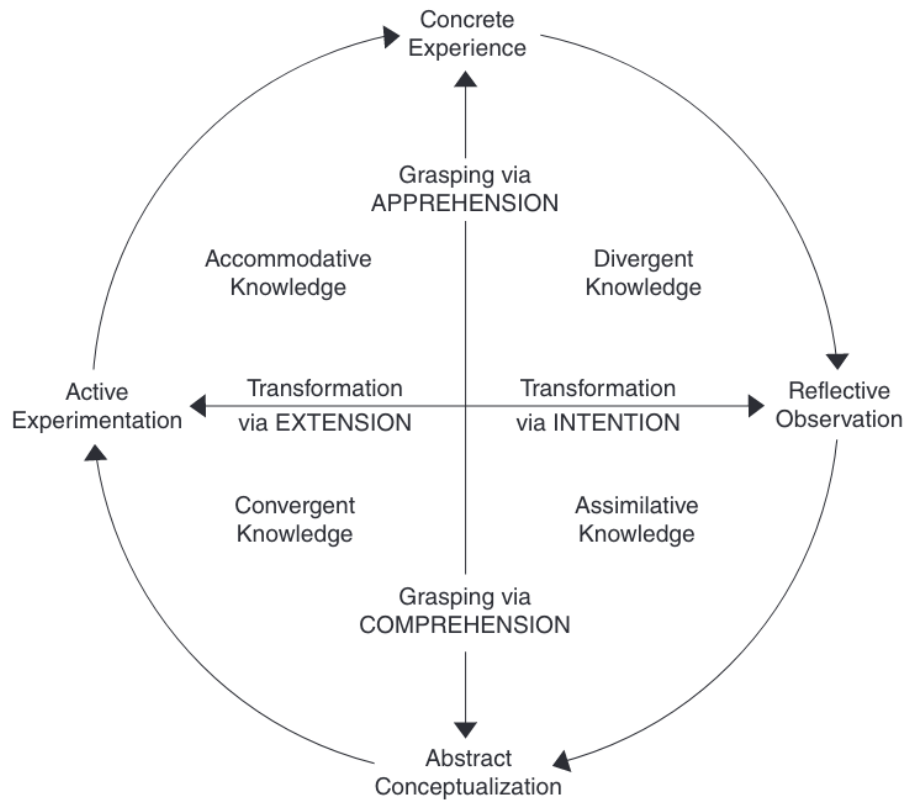 Concrete
Experience
Grasping via
APPREHENSION
Accommodative
Knowledge
Divergent
Knowledge
Active
Experimentation
Transformation
via EXTENSION
Transformation
via INTENTION
Reflective
Observation
Convergent
Knowledge
Assimilative
Knowledge
Grasping via
COMPREHENSION
Abstract
Conceptualization